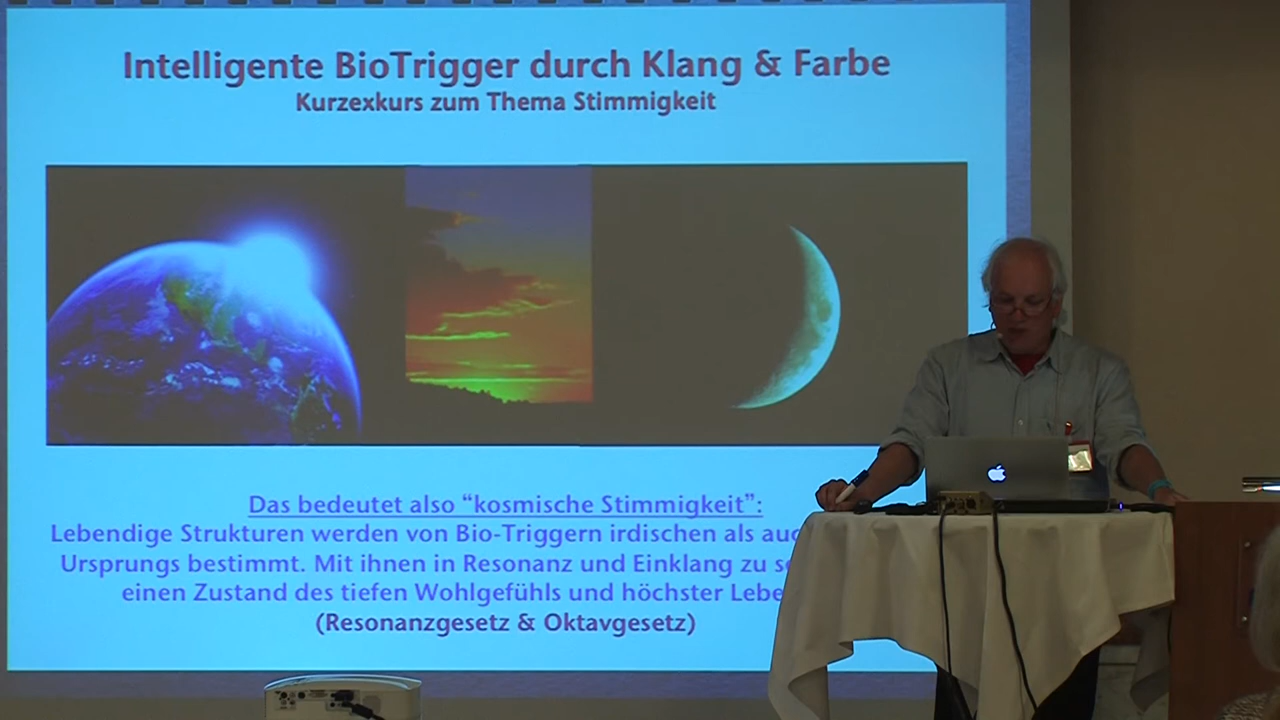 Intelligente BioTrigger durch Klang & Farbe
Kurzexkurs zum Thema Stimmigkeit
Das bedeutet also “kosmische Stimmigkeit”:
Lebendige Strukturen werden von Bio-Triggern irdischen als
Ursprungs bestimmt. Mit ihnen in Resonanz und Einklang zu
einen Zustand des tiefen Wohlgefühls und höchster
(Resonanzgesetz & Oktavgesetz)